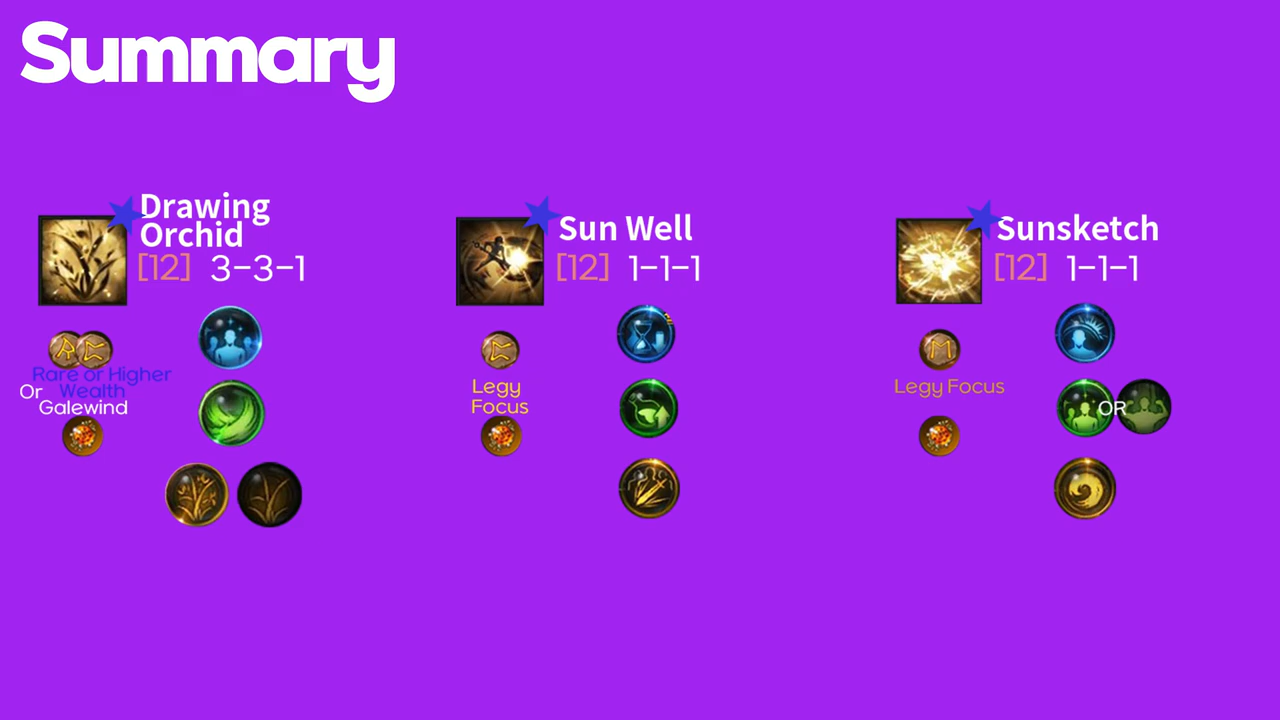 Summary
Drawing
Orchid
[12] 3-3-1
Rare or Higher
Or Wealth
Galewind
Sun Well
[12] 1-1-1
Legy
Focus
Sunsketch
[12] 1-1-1
Legy Focus
OR